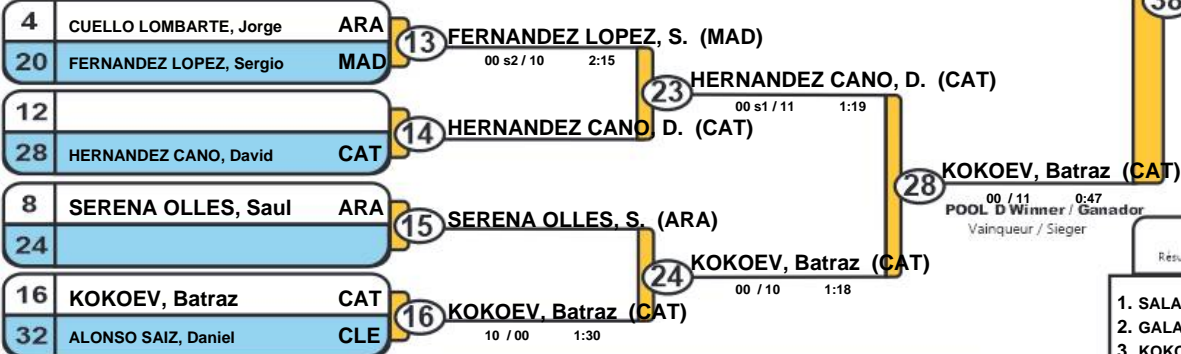 4 CUELLO LOMBARTE, Jorge ARA
20 FERNANDEZ LOPEZ, Sergio MAD
12
28 HERNANDEZ CANO, David CAT
8 SERENA OLLES, Saul ARA
24
16 KOKOEV, Batraz CAT
32 ALONSO SAIZ, Daniel CLE
13 FERNANDEZ LOPEZ, S. (MAD)
00 s2 / 10 2:15
14 HERNANDEZ CANO, D. (CAT)
15 SERENA OLLES, S. (ARA)
16 KOKOEV, Batraz (CAT)
10 / 00 1:30
23 HERNANDEZ CANO, D. (CAT)
00 s1 / 11 1:19
24 KOKOEV, Batraz (CAT)
00 / 10 1:18
28 KOKOEV, Batraz (CAT)
00 / 11 0:47
POOL D Winner / Ganador
Vainqueur / Sieger
38
Résu
1. SALA
2. GALA
3. KOKO